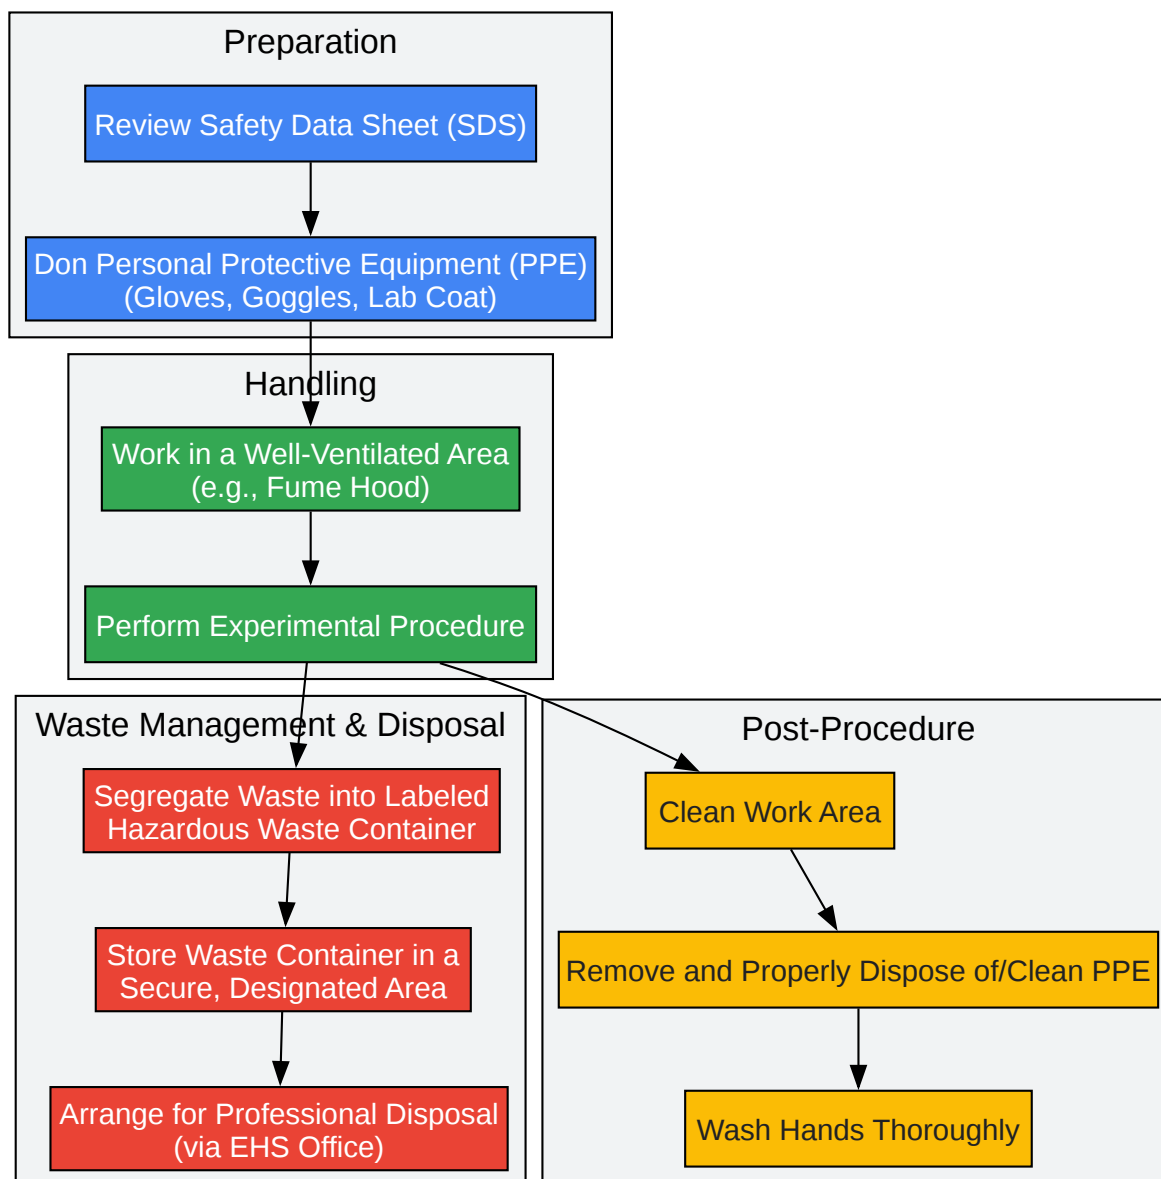 Preparation
Review Safety Data Sheet (SDS)
Don Personal Protective Equipment (PPE)
(Gloves, Goggles, Lab Coat)
Handling
Work in a Well-Ventilated Area
(e.g., Fume Hood)
Perform Experimental Procedure
Waste Management & Disposal
Segregate Waste into Labeled
Hazardous Waste Container
Store Waste Container in a
Secure, Designated Area
Arrange for Professional Disposal
(via EHS Office)
Post-Procedure
Clean Work Area
Remove and Properly Dispose of/Clean PPE
Wash Hands Thoroughly